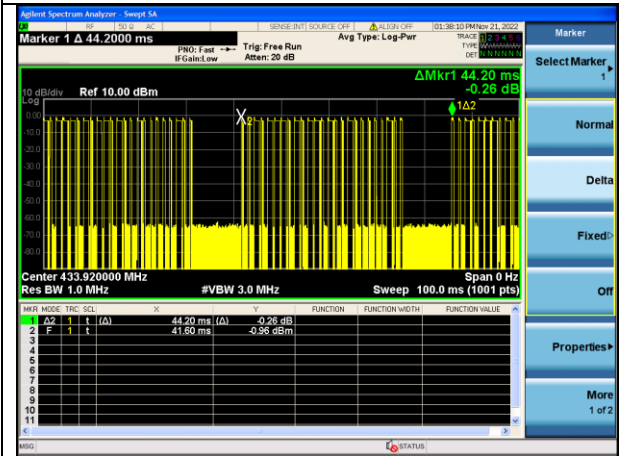 Agilent Spectrum Analyzer - Swept SA
RF 50 Ω AC SENSE:INT SOURCE OFF ALIGN OFF 01:38:10 PM Nov 21, 2022
Marker 1 Δ 44.2000 ms
PNO: Fast
IFGain:Low
Trig: Free Run
Atten: 20 dB
Avg Type: Log-Pwr
TRACE 1 2 3 4 5 6
TYPE
DET N N N N N N
ΔMkr1 44.20 ms
-0.26 dB
10 dB/div Ref 10.00 dBm
Log
0.00
-10.0
-20.0
-30.0
-40.0
-50.0
-60.0
-70.0
-80.0
X2
1Δ2
Center 433.920000 MHz Span 0 Hz
Res BW 1.0 MHz #VBW 3.0 MHz Sweep 100.0 ms (1001 pts)
MKR MODE TRC SCL X Y FUNCTION FUNCTION WIDTH FUNCTION VALUE
1 Δ2 1 t (Δ) 44.20 ms (Δ) -0.26 dB
2 F 1 t 41.60 ms -0.96 dBm
3
4
5
6
7
8
9
10
11
MSG STATUS
Marker
Select Marker
1
Normal
Delta
Fixed
Off
Properties
More
1 of 2